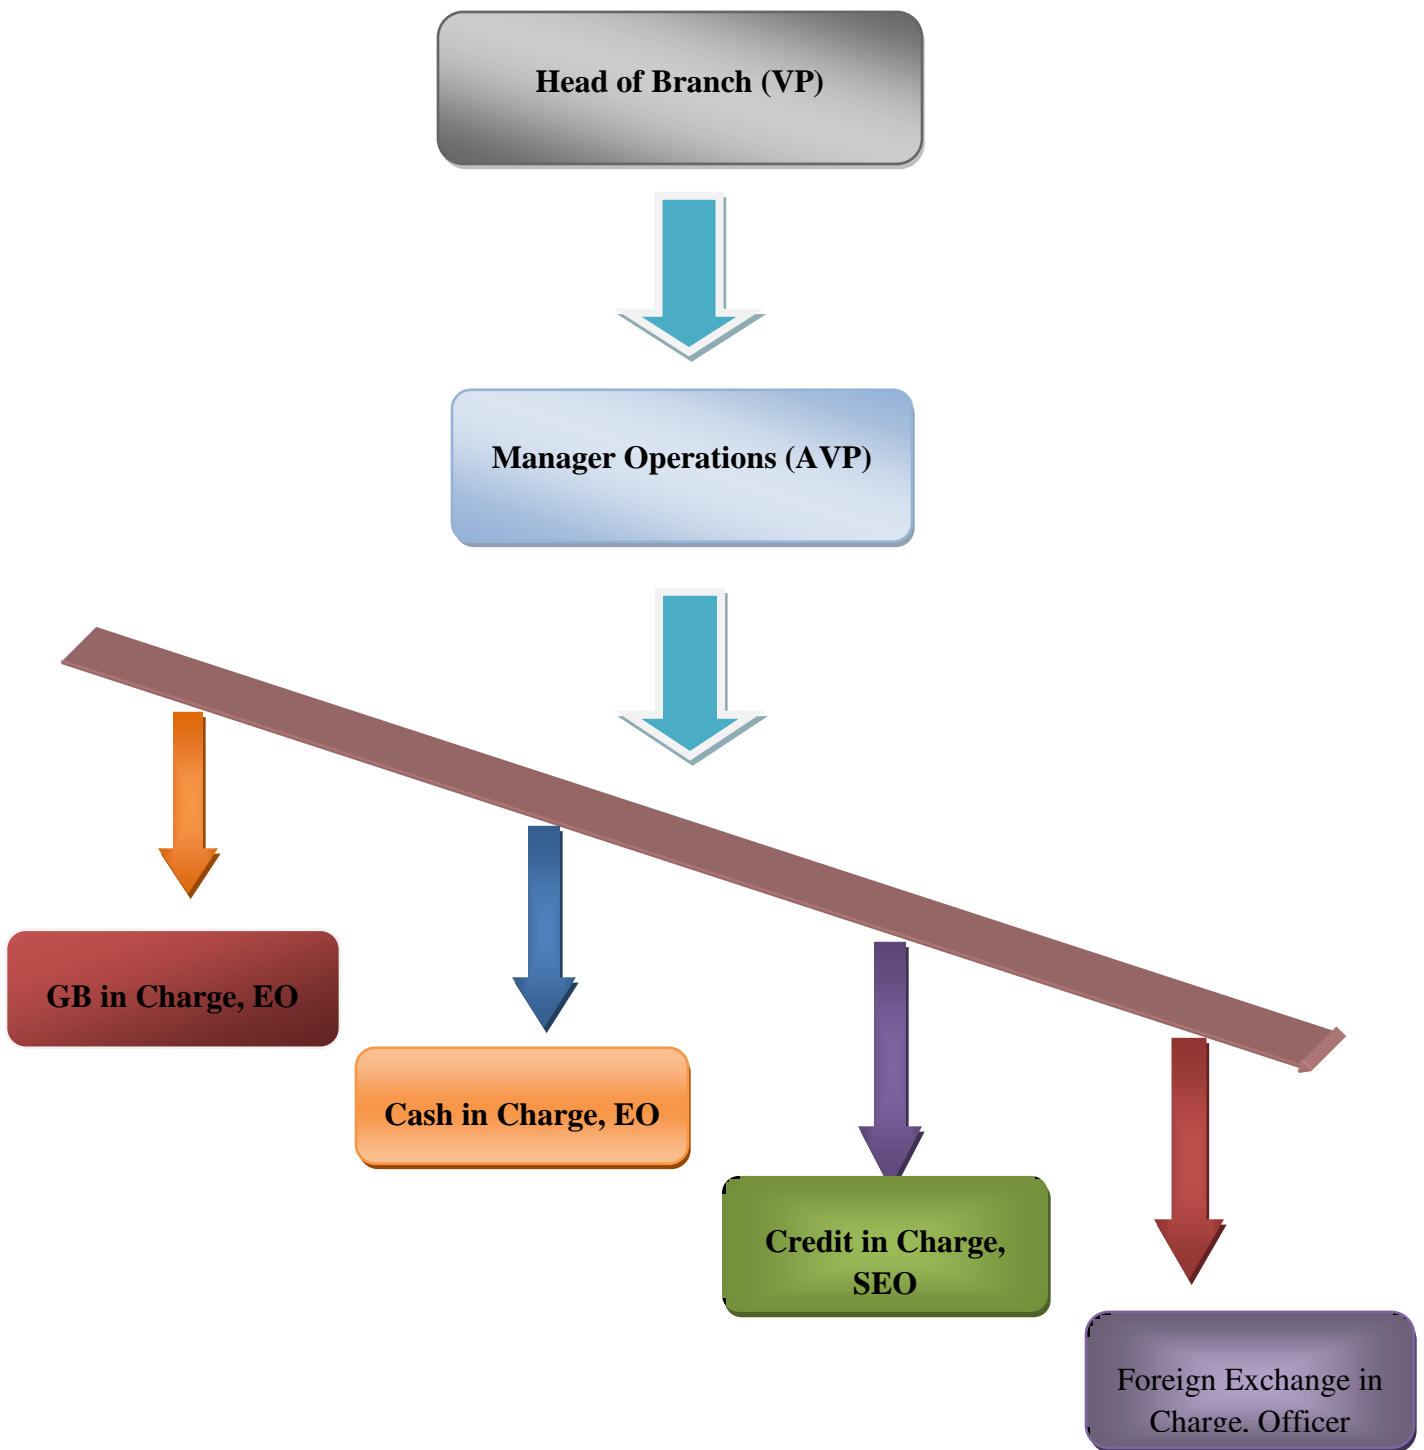 Head of Branch (VP)
Manager Operations (AVP)
GB in Charge, EO
Cash in Charge, EO
Credit in Charge,
SEO
Foreign Exchange in
Charge, Officer